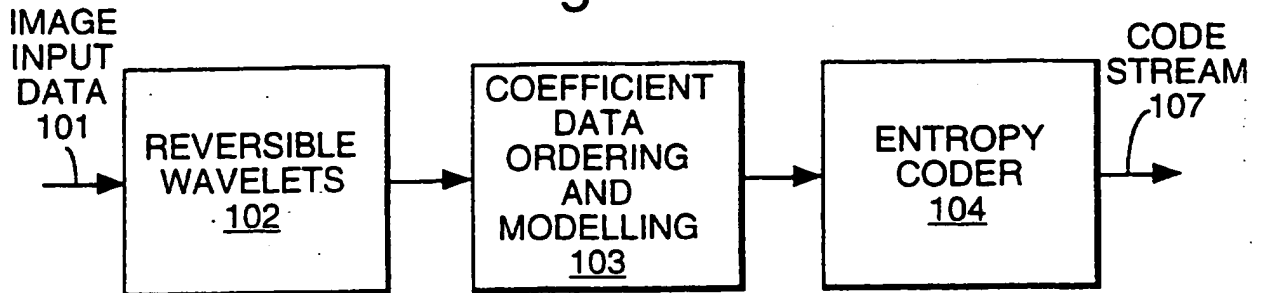 IMAGE
INPUT
DATA
101
REVERSIBLE
WAVELETS
102
COEFFICIENT
DATA
ORDERING
AND
MODELLING
103
ENTROPY
CODER
104
CODE
STREAM
107